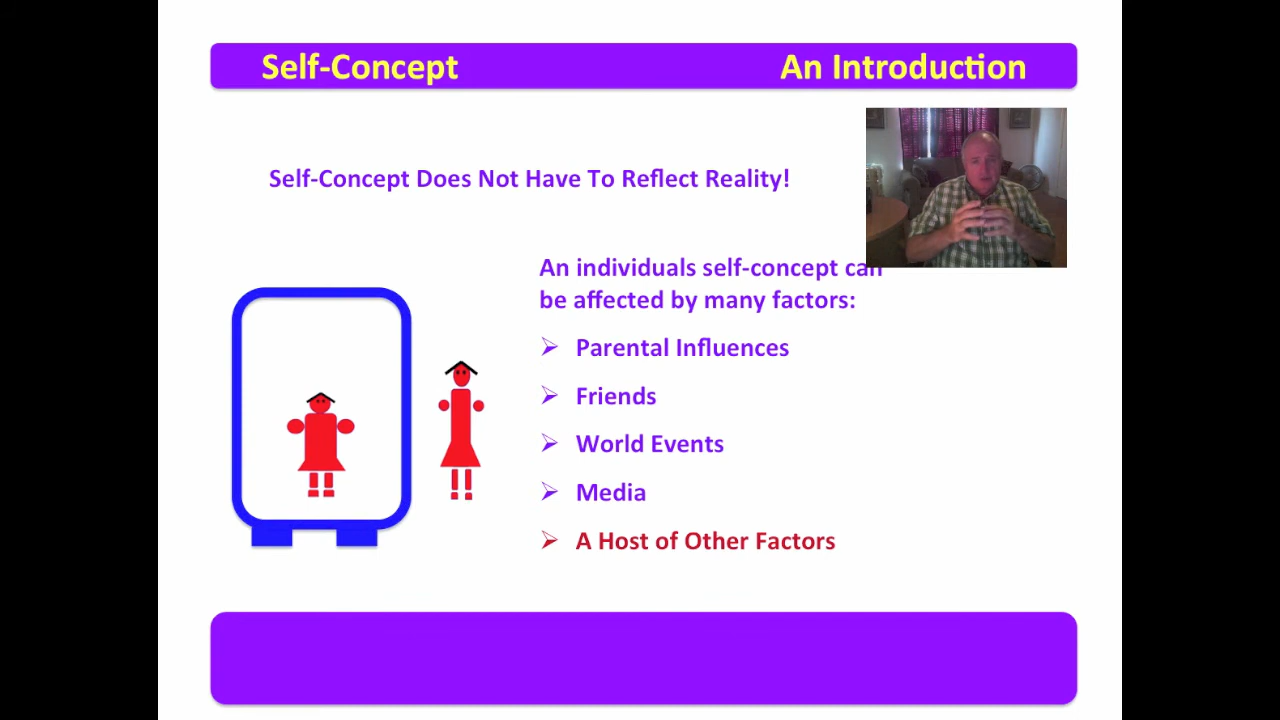 Self-Concept An Introduction
Self-Concept Does Not Have To Reflect Reality!
An individuals self-concept can
be affected by many factors:
Parental Influences
Friends
World Events
Media
A Host of Other Factors